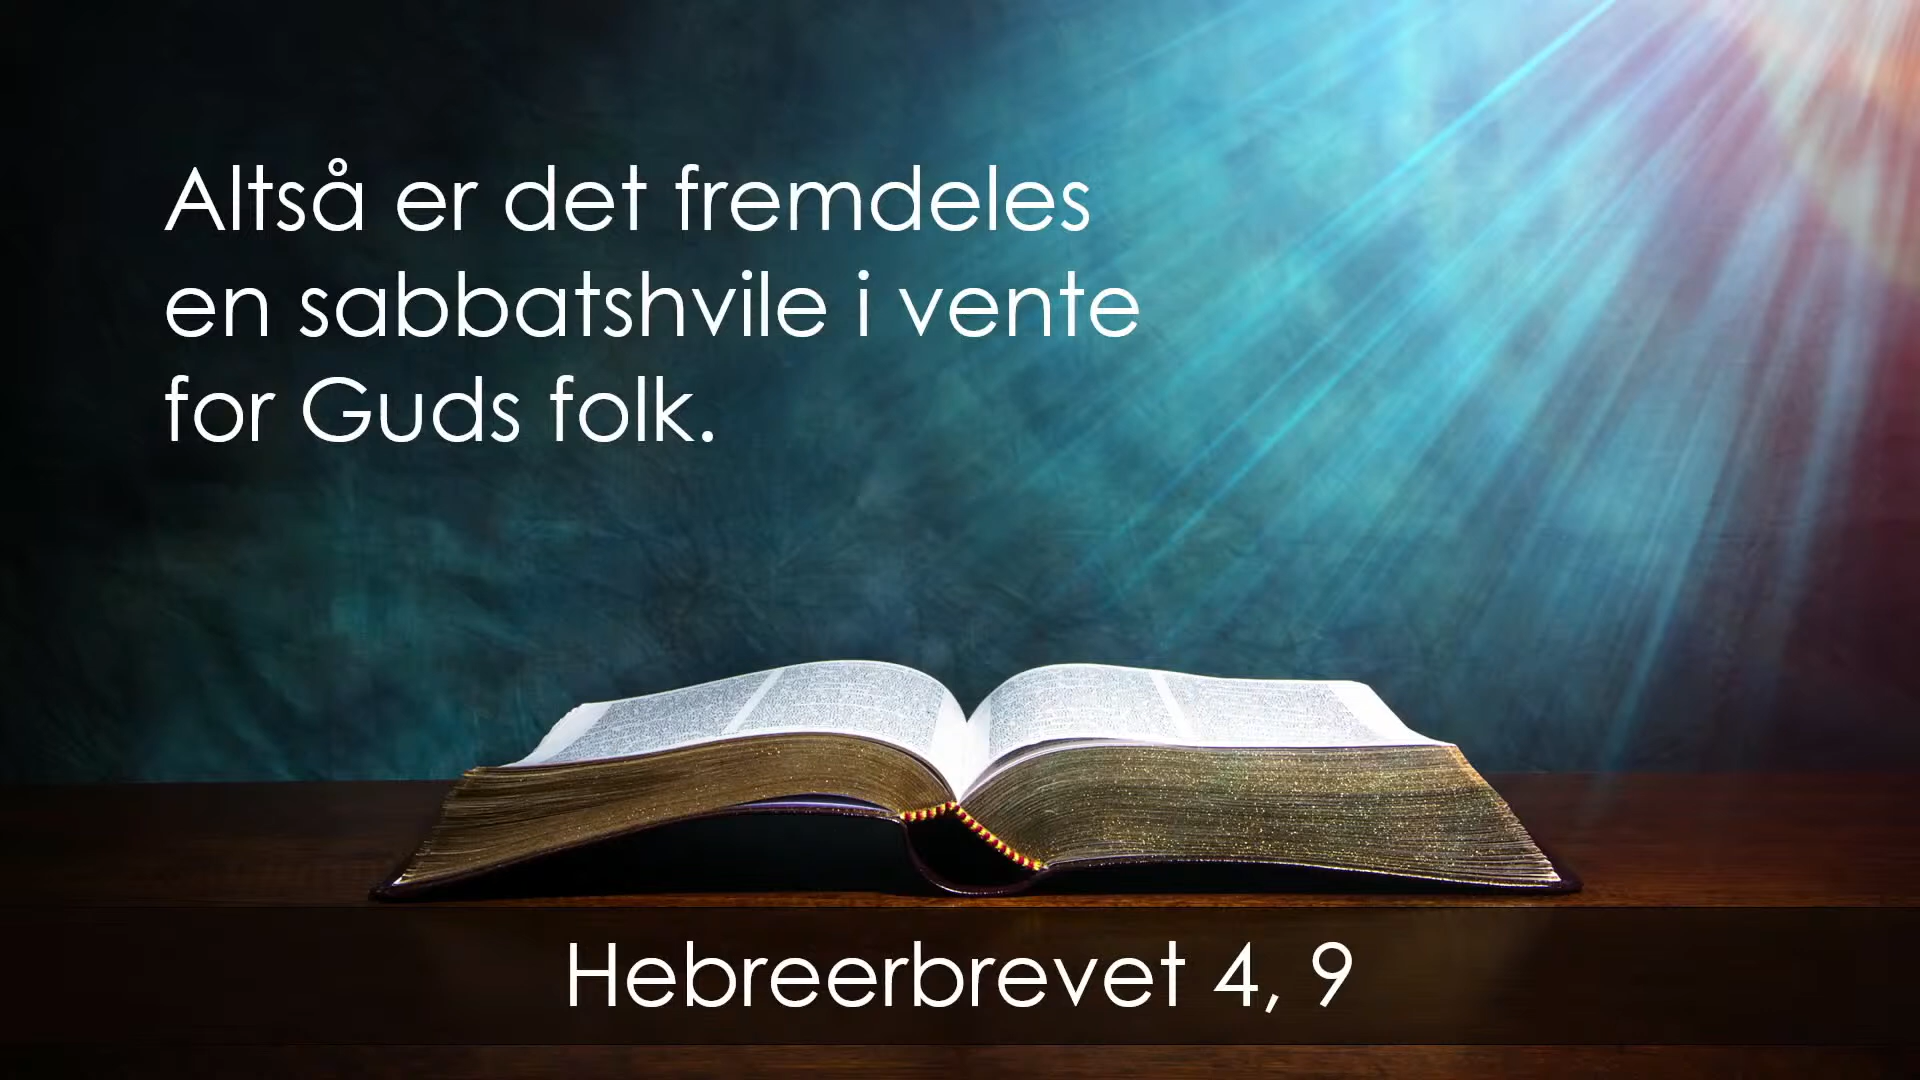 Altså er det fremdeles
en sabbatshvile i vente
for Guds folk.
Hebreerbrevet 4, 9